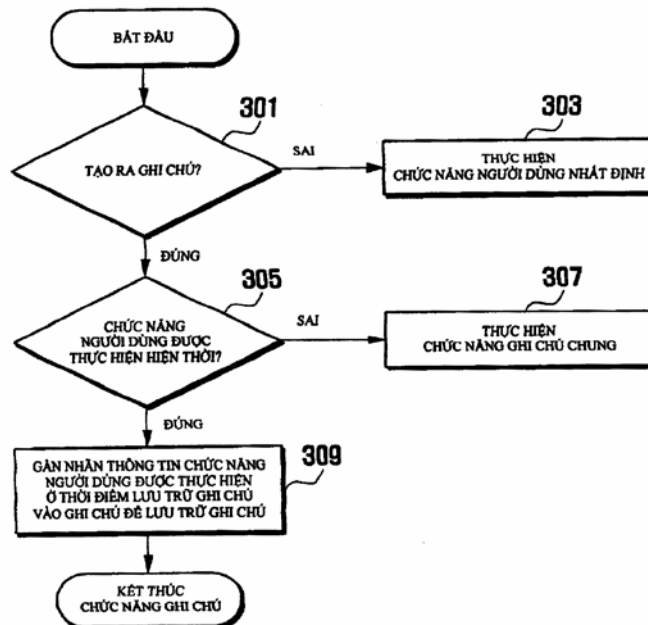 BẮT ĐẦU
301
TẠO RA GHI CHÚ?
SAI
303
THỰC HIỆN
CHỨC NĂNG NGƯỜI DÙNG NHẤT ĐỊNH
ĐÚNG
305
CHỨC NĂNG
NGƯỜI DÙNG ĐƯỢC
THỰC HIỆN HIỆN THỜI?
SAI
307
THỰC HIỆN
CHỨC NĂNG GHI CHÚ CHUNG
ĐÚNG
309
GÁN NHÃN THÔNG TIN CHỨC NĂNG
NGƯỜI DÙNG ĐƯỢC THỰC HIỆN
Ở THỜI ĐIỂM LƯU TRỮ GHI CHÚ
VÀO GHI CHÚ ĐỂ LƯU TRỮ GHI CHÚ
KẾT THÚC
CHỨC NĂNG GHI CHÚ